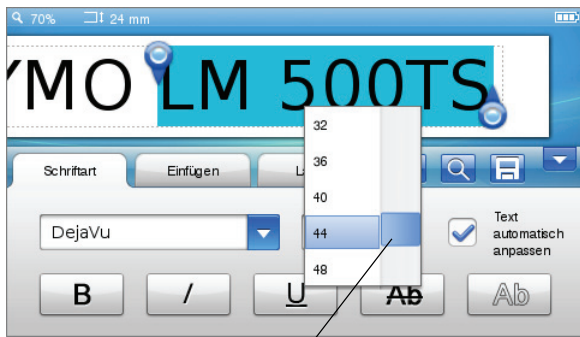 70% 24 mm
YMO LM 500TS
Schriftart Einfügen
32
36
40
44
48
DejaVu
Text
automatisch
anpassen
B I U Ab Ab